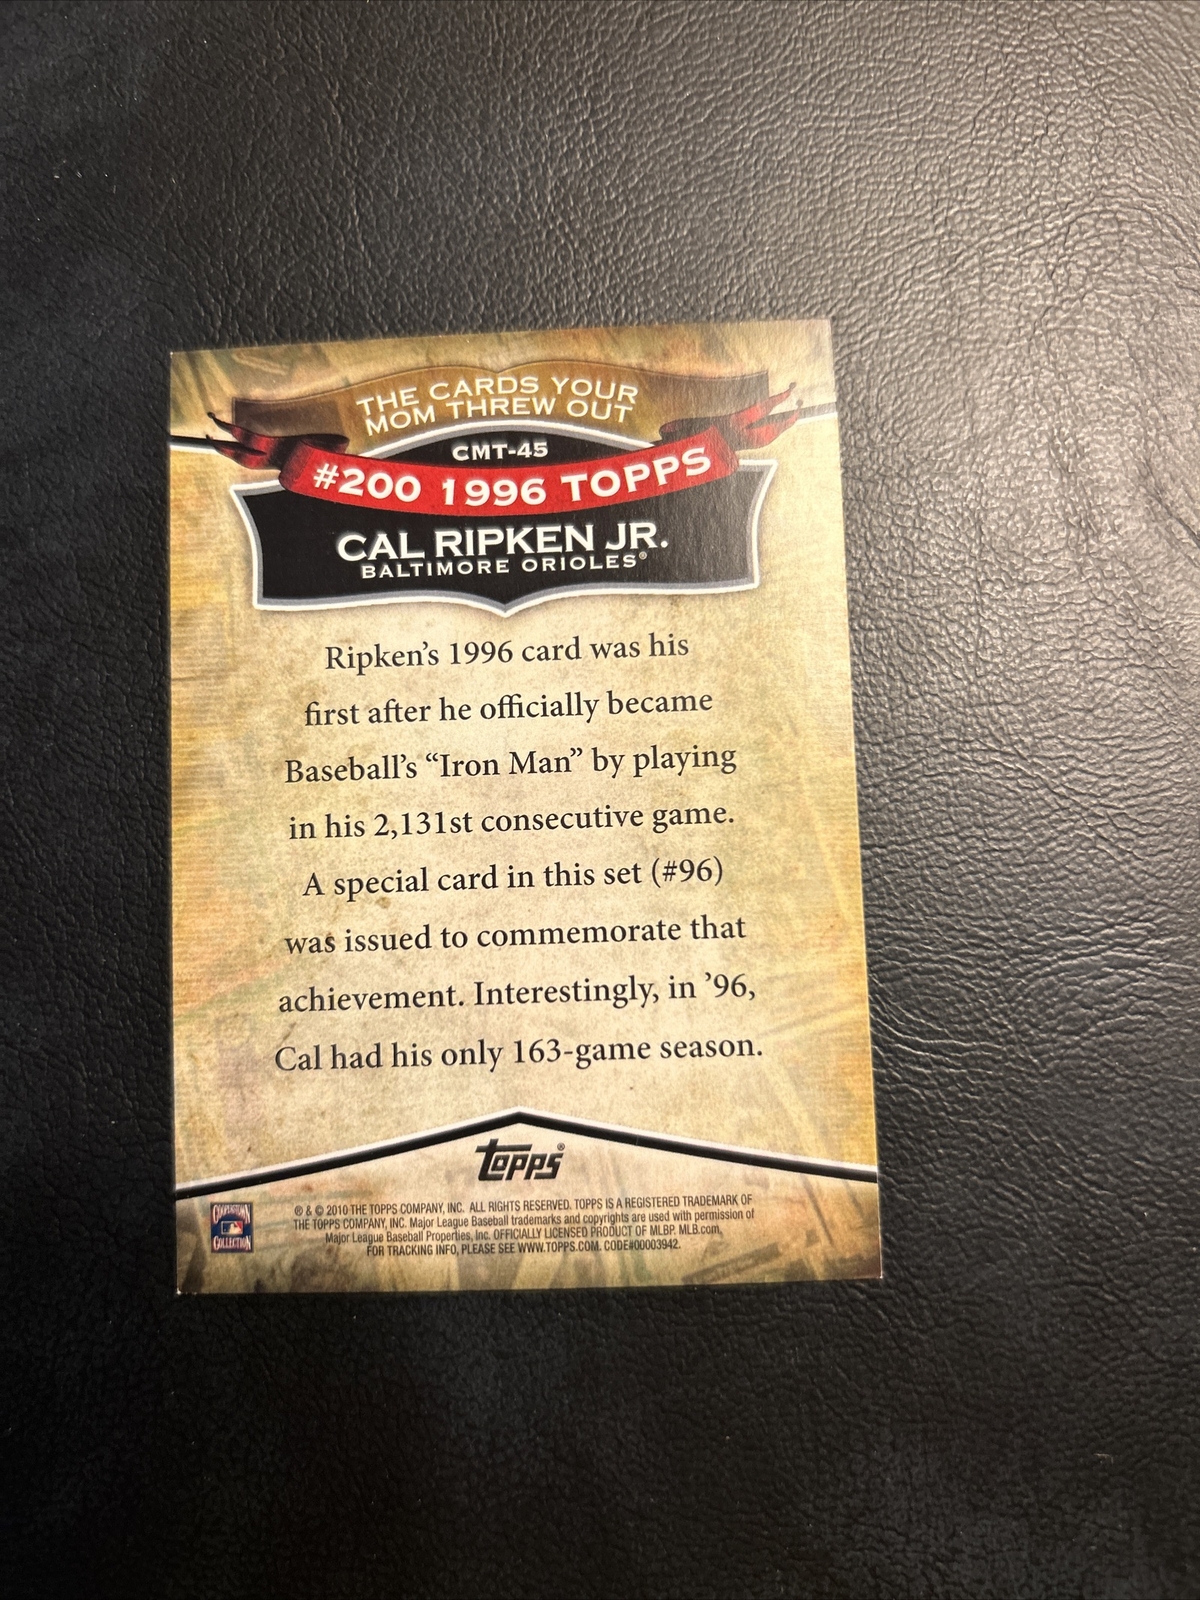 THE CARDS YOUR
MOM THREW OUT
CMT-45
#200 1996 TOPPS
CAL RIPKEN JR.
BALTIMORE ORIOLES®
Ripken's 1996 card was his
first after he officially became
Baseball's “Iron Man” by playing
in his 2,131st consecutive game.
A special card in this set (#96)
was issued to commemorate that
achievement. Interestingly, in ’96,
Cal had his only 163-game season.
topps®
COOPERSTOWN
COLLECTION
® & © 2010 THE TOPPS COMPANY, INC. ALL RIGHTS RESERVED. TOPPS IS A REGISTERED TRADEMARK OF
THE TOPPS COMPANY, INC. Major League Baseball trademarks and copyrights are used with permission of
Major League Baseball Properties, Inc. OFFICIALLY LICENSED PRODUCT OF MLBP. MLB.com.
FOR TRACKING INFO, PLEASE SEE WWW.TOPPS.COM. CODE#00003942.